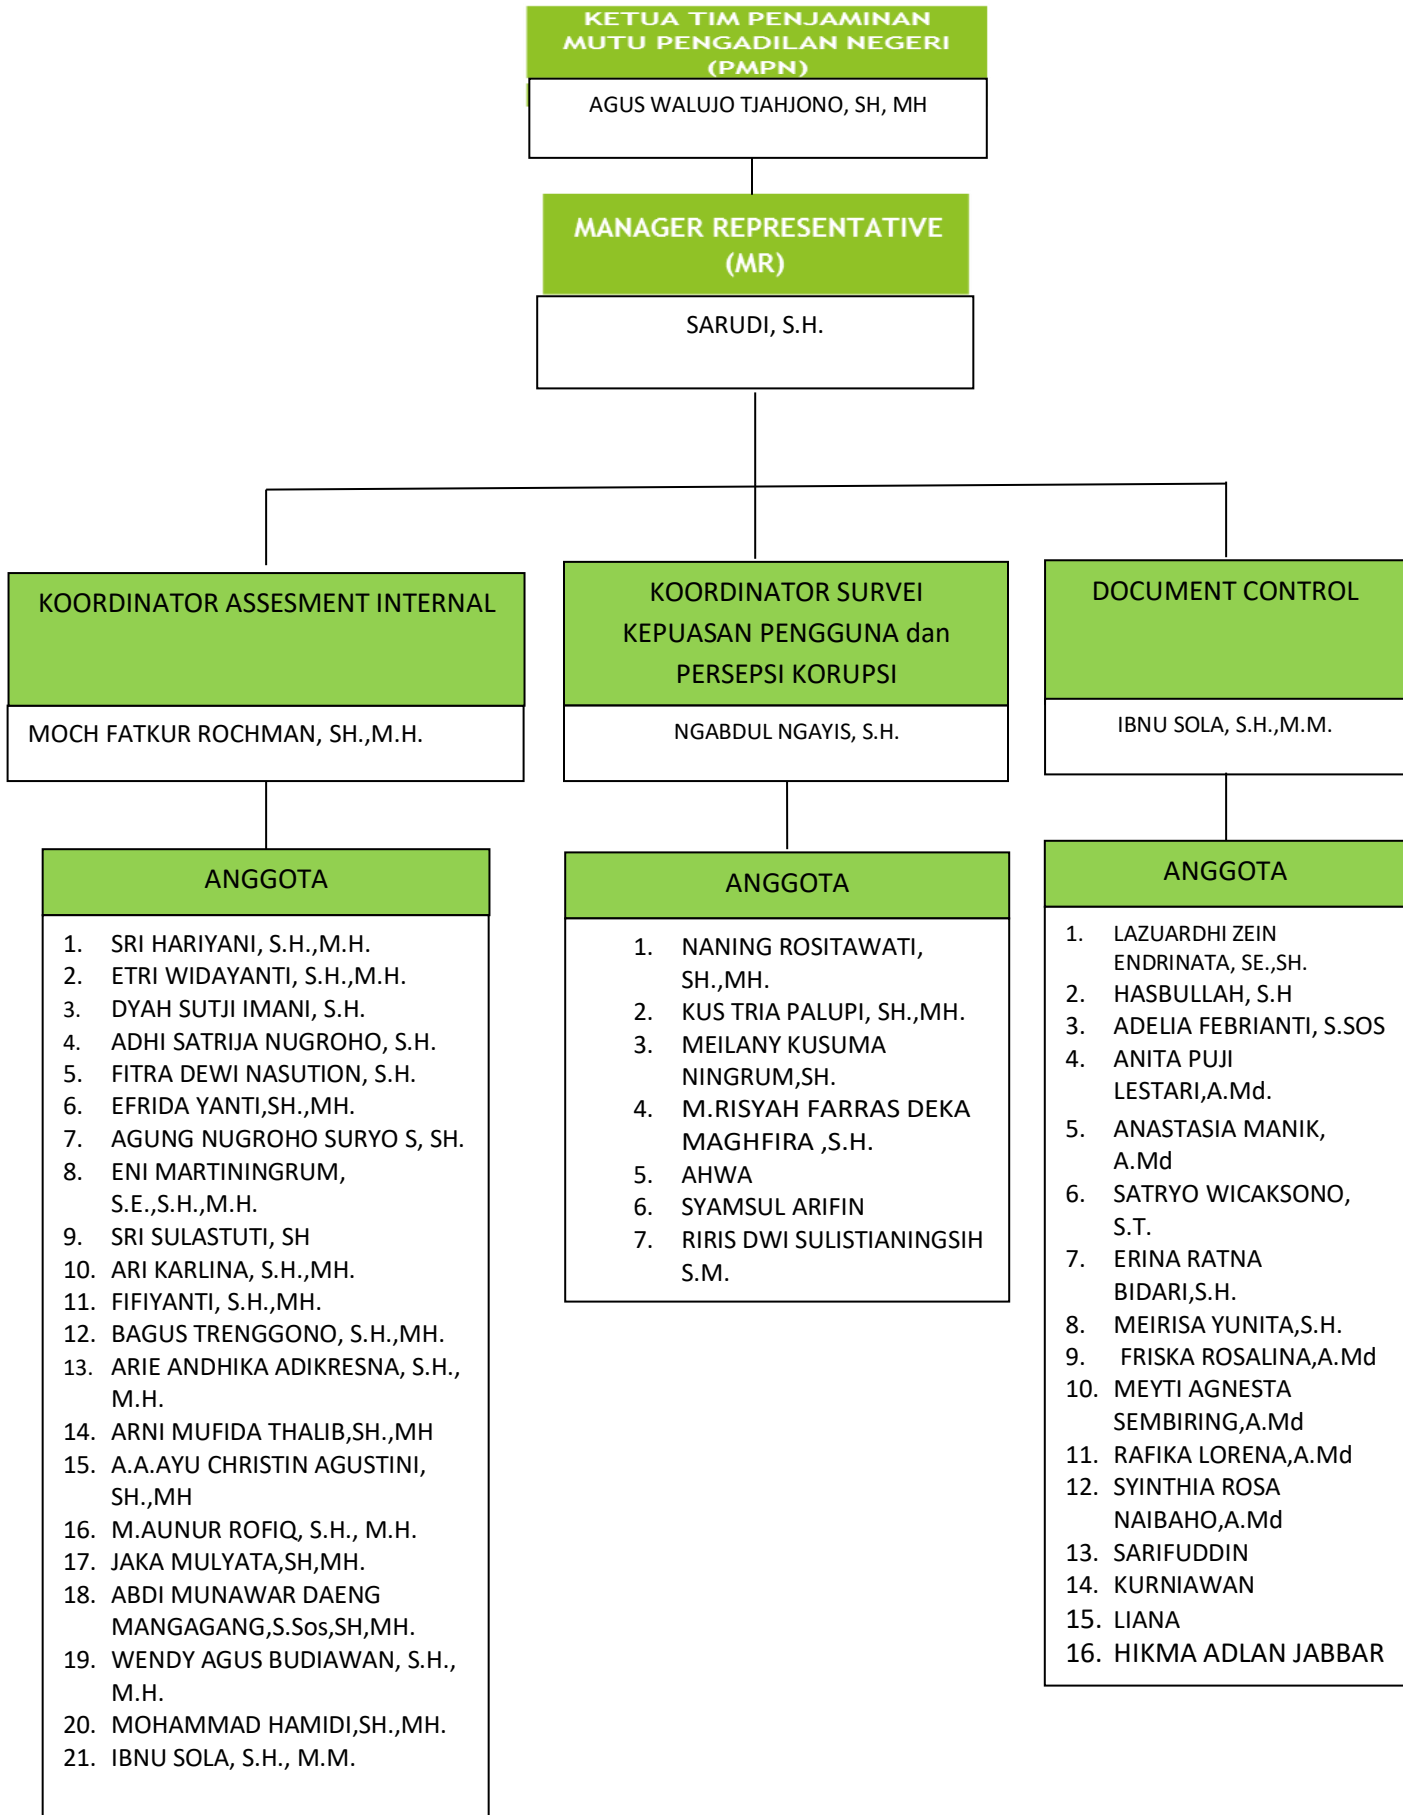 KETUA TIM PENJAMINAN
MUTU PENGADILAN NEGERI
(PMPN)
AGUS WALUJO TJAHJONO, SH, MH
MANAGER REPRESENTATIVE
(MR)
SARUDI, S.H.
KOORDINATOR ASSESMENT INTERNAL
MOCH FATKUR ROCHMAN, SH.,M.H.
KOORDINATOR SURVEI
KEPUASAN PENGGUNA dan
PERSEPSI KORUPSI
NGABDUL NGAYIS, S.H.
DOCUMENT CONTROL
IBNU SOLA, S.H.,M.M.
ANGGOTA
1. SRI HARIYANI, S.H.,M.H.
2. ETRI WIDAYANTI, S.H.,M.H.
3. DYAH SUTJI IMANI, S.H.
4. ADHI SATRIJA NUGROHO, S.H.
5. FITRA DEWI NASUTION, S.H.
6. EFRIDA YANTI,SH.,MH.
7. AGUNG NUGROHO SURYO S, SH.
8. ENI MARTININGRUM,
S.E.,S.H.,M.H.
9. SRI SULASTUTI, SH
10. ARI KARLINA, S.H.,MH.
11. FIFIYANTI, S.H.,MH.
12. BAGUS TRENGGONO, S.H.,MH.
13. ARIE ANDHIKA ADIKRESNA, S.H.,
M.H.
14. ARNI MUFIDA THALIB,SH.,MH
15. A.A.AYU CHRISTIN AGUSTINI,
SH.,MH
16. M.AUNUR ROFIQ, S.H., M.H.
17. JAKA MULYATA,SH,MH.
18. ABDI MUNAWAR DAENG
MANGAGANG,S.Sos,SH,MH.
19. WENDY AGUS BUDIAWAN, S.H.,
M.H.
20. MOHAMMAD HAMIDI,SH.,MH.
21. IBNU SOLA, S.H., M.M.
ANGGOTA
1. NANING ROSITAWATI,
SH.,MH.
2. KUS TRIA PALUPI, SH.,MH.
3. MEILANY KUSUMA
NINGRUM,SH.
4. M.RISYAH FARRAS DEKA
MAGHFIRA ,S.H.
5. AHWA
6. SYAMSUL ARIFIN
7. RIRIS DWI SULISTIANINGSIH
S.M.
ANGGOTA
1. LAZUARDHI ZEIN
ENDRINATA, SE.,SH.
2. HASBULLAH, S.H
3. ADELIA FEBRIANTI, S.SOS
4. ANITA PUJI
LESTARI,A.Md.
5. ANASTASIA MANIK,
A.Md
6. SATRYO WICAKSONO,
S.T.
7. ERINA RATNA
BIDARI,S.H.
8. MEIRISA YUNITA,S.H.
9. FRISKA ROSALINA,A.Md
10. MEYTI AGNESTA
SEMBIRING,A.Md
11. RAFIKA LORENA,A.Md
12. SYINTHIA ROSA
NAIBAHO,A.Md
13. SARIFUDDIN
14. KURNIAWAN
15. LIANA
16. HIKMA ADLAN JABBAR